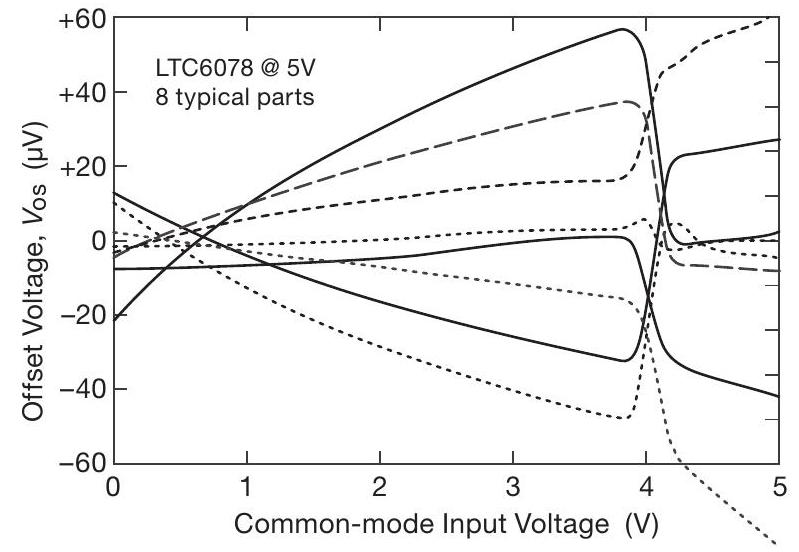 +60
+40
+20
0
−20
−40
−60
Offset Voltage, VOS (µV)
LTC6078 @ 5V
8 typical parts
0 1 2 3 4 5
Common-mode Input Voltage (V)